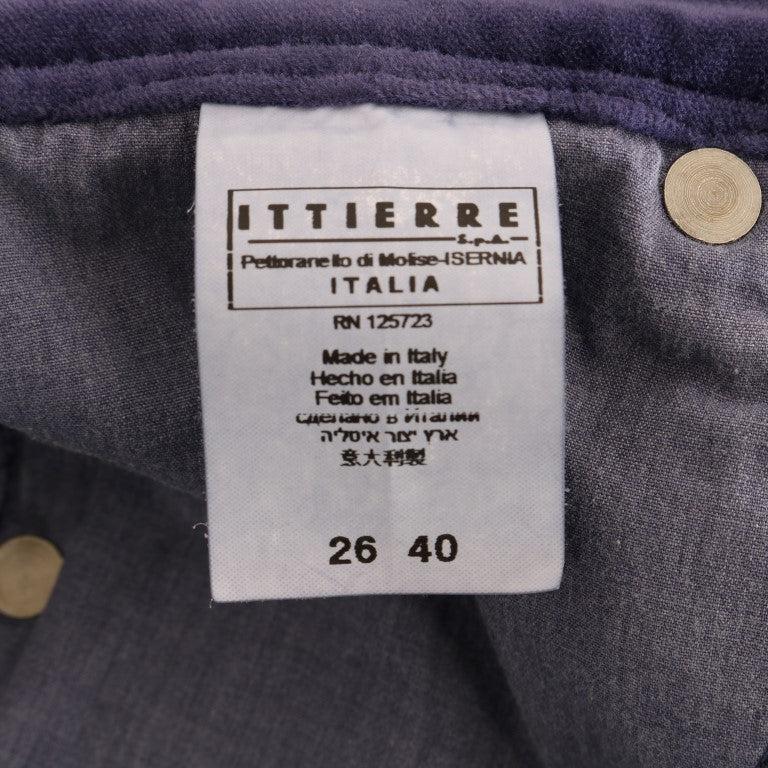 ITTIERRE
S.p.A.
Pettoranello di Molise-ISERNIA
ITALIA
RN 125723
Made in Italy
Hecho en Italia
Feito em Italia
сделано в Италии
ארץ יצור איטליה
意大利製
26 40